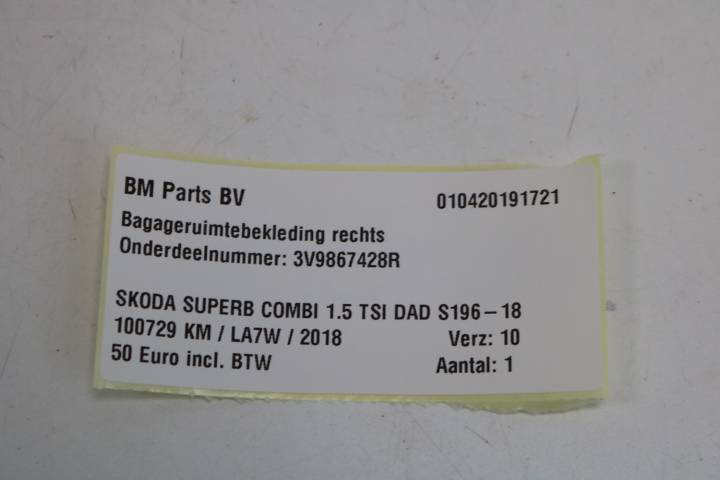 BM Parts BV 010420191721
Bagageruimtebekleding rechts
Onderdeelnummer: 3V9867428R
SKODA SUPERB COMBI 1.5 TSI DAD S196-18
100729 KM / LA7W / 2018 Verz: 10
50 Euro incl. BTW Aantal: 1